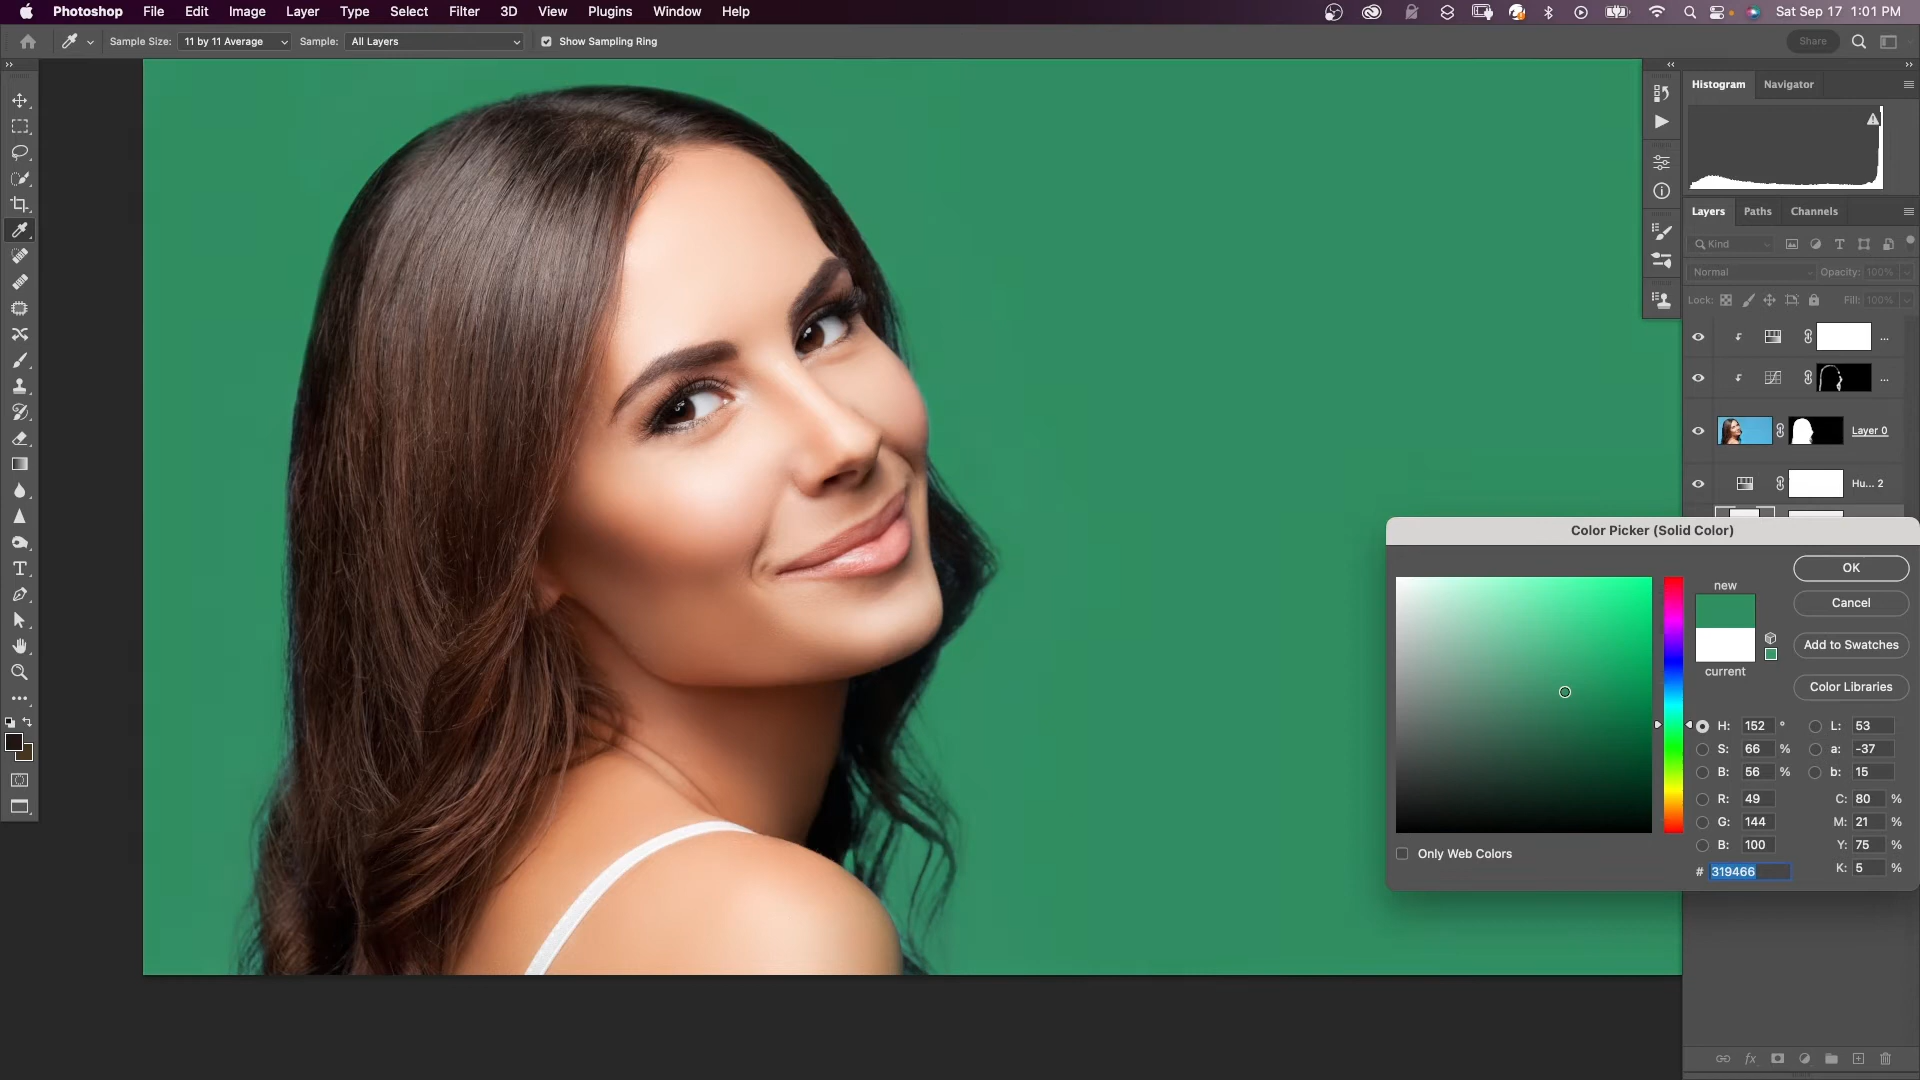 Photoshop File Edit Image Layer Type Select Filter 3D View Plugins Window Help Sat Sep 17 1:01 PM
Sample Size: 11 by 11 Average Sample: All Layers Show Sampling Ring Share
Histogram Navigator
Layers Paths Channels
Kind
Normal Opacity: 100%
Lock: Fill: 100%
...
...
Layer 0
Hu... 2
Color Picker (Solid Color)
OK
new
Cancel
Add to Swatches
current
Color Libraries
H: 152 ° L: 53
S: 66 % a: -37
B: 56 % b: 15
R: 49 C: 80 %
G: 144 M: 21 %
B: 100 Y: 75 %
Only Web Colors
# 319466 K: 5 %